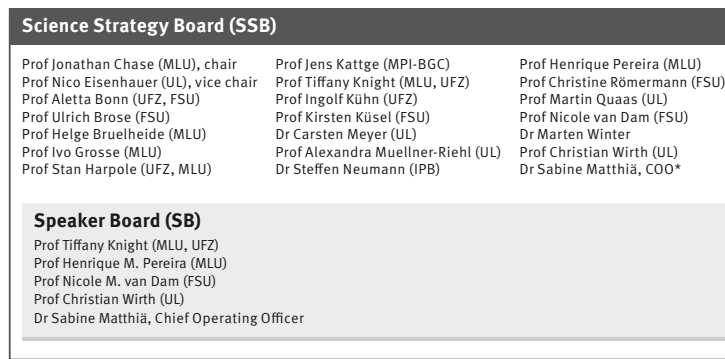 Science Strategy Board (SSB)
Prof Jonathan Chase (MLU), chair
Prof Nico Eisenhauer (UL), vice chair
Prof Aletta Bonn (UFZ, FSU)
Prof Ulrich Brose (FSU)
Prof Helge Bruelheide (MLU)
Prof Ivo Grosse (MLU)
Prof Stan Harpole (UFZ, MLU)
Prof Jens Kattge (MPI-BGC)
Prof Tiffany Knight (MLU, UFZ)
Prof Ingolf Kühn (UFZ)
Prof Kirsten Küsel (FSU)
Dr Carsten Meyer (UL)
Prof Alexandra Muellner-Riehl (UL)
Dr Steffen Neumann (IPB)
Prof Henrique Pereira (MLU)
Prof Christine Römermann (FSU)
Prof Martin Quaas (UL)
Prof Nicole van Dam (FSU)
Dr Marten Winter
Prof Christian Wirth (UL)
Dr Sabine Matthiä, COO*
Speaker Board (SB)
Prof Tiffany Knight (MLU, UFZ)
Prof Henrique M. Pereira (MLU)
Prof Nicole M. van Dam (FSU)
Prof Christian Wirth (UL)
Dr Sabine Matthiä, Chief Operating Officer